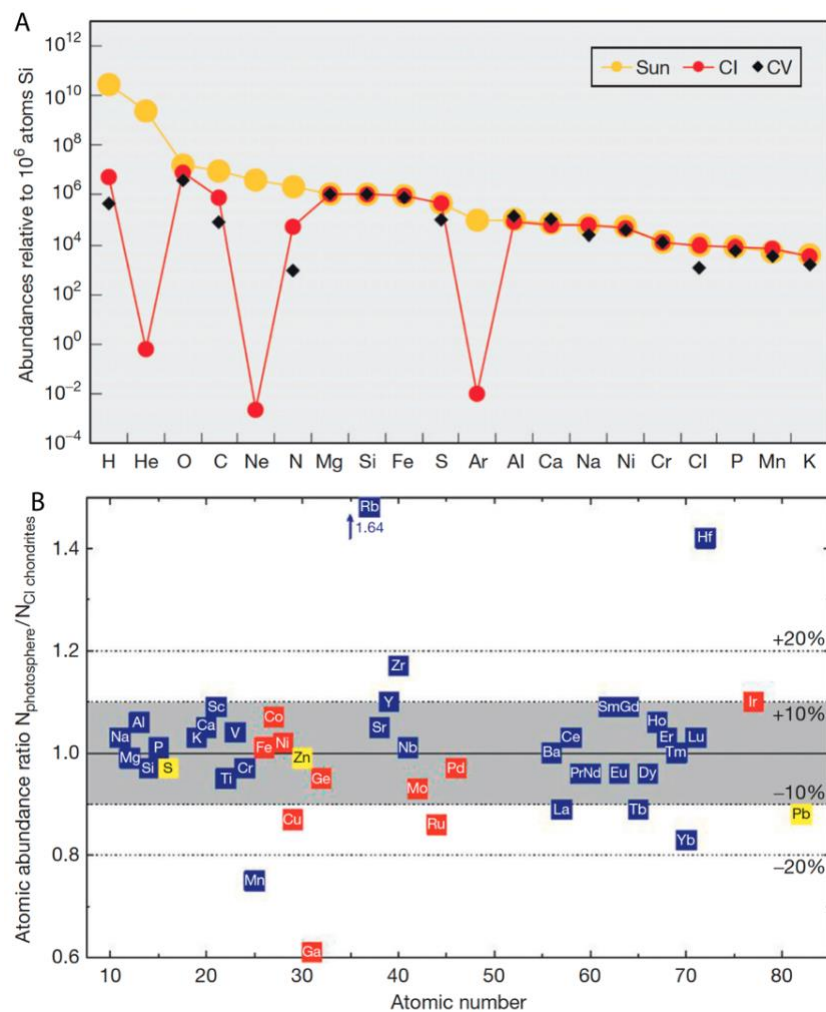 A
Abundances relative to 10⁶ atoms Si
10¹²
10¹⁰
10⁸
10⁶
10⁴
10²
10⁰
10⁻²
10⁻⁴
Sun CI CV
H He O C Ne N Mg Si Fe S Ar Al Ca Na Ni Cr Cl P Mn K
B
Atomic abundance ratio N_photosphere/N_CI chondrites
1.4
1.2
1.0
0.8
0.6
Rb
1.64
Hf
+20%
Zr
+10%
Sc Y SmGd Ir
Al Co Ho
Na Ca V Sr Ce Er Lu
K
P Fe Ni Nb Ba Tm
Mg Zn
Si S Cr Pd
Ti Ge PrNd Eu Dy
Mo
−10%
La Tb
Cu Ru Pb
Yb
−20%
Mn
Ga
10 20 30 40 50 60 70 80
Atomic number